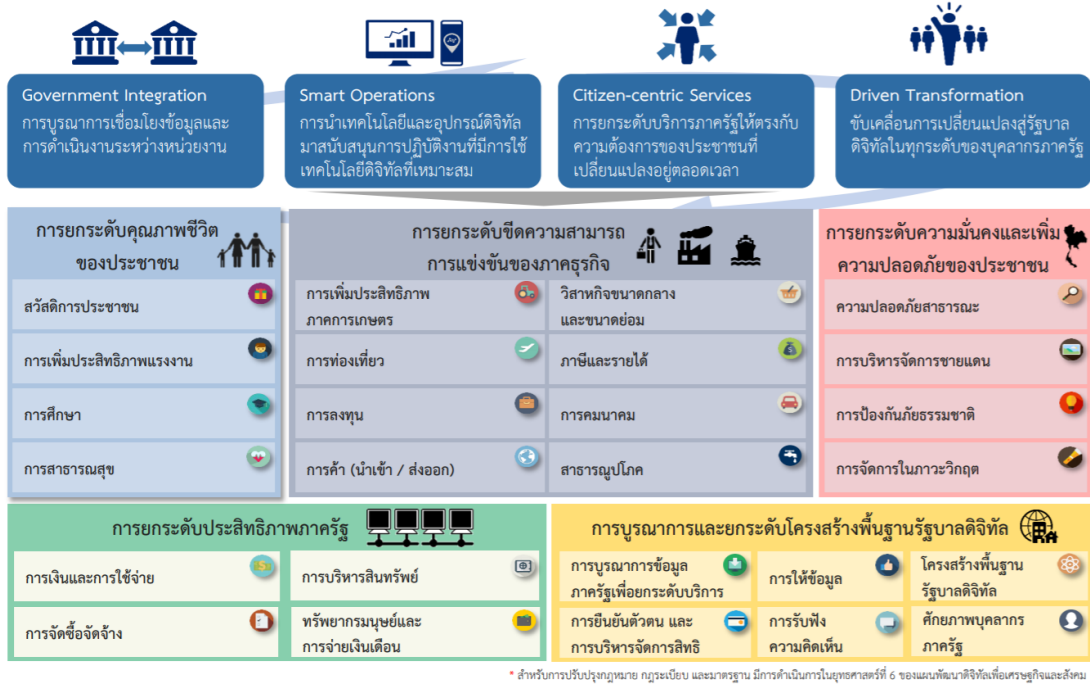 Government Integration
การบูรณาการเชื่อมโยงข้อมูลและ
การดำเนินงานระหว่างหน่วยงาน
Smart Operations
การนำเทคโนโลยีและอุปกรณ์ดิจิทัล
มาสนับสนุนการปฏิบัติงานที่มีการใช้
เทคโนโลยีดิจิทัลที่เหมาะสม
Citizen-centric Services
การยกระดับบริการภาครัฐให้ตรงกับ
ความต้องการของประชาชนที่
เปลี่ยนแปลงอยู่ตลอดเวลา
Driven Transformation
ขับเคลื่อนการเปลี่ยนแปลงสู่รัฐบาล
ดิจิทัลในทุกระดับของบุคลากรภาครัฐ
การยกระดับคุณภาพชีวิต
ของประชาชน
สวัสดิการประชาชน
การเพิ่มประสิทธิภาพแรงงาน
การศึกษา
การสาธารณสุข
การยกระดับขีดความสามารถ
การแข่งขันของภาคธุรกิจ
การเพิ่มประสิทธิภาพ
ภาคการเกษตร
การท่องเที่ยว
การลงทุน
การค้า (นำเข้า / ส่งออก)
วิสาหกิจขนาดกลาง
และขนาดย่อม
ภาษีและรายได้
การคมนาคม
สาธารณูปโภค
การยกระดับความมั่นคงและเพิ่ม
ความปลอดภัยของประชาชน
ความปลอดภัยสาธารณะ
การบริหารจัดการชายแดน
การป้องกันภัยธรรมชาติ
การจัดการในภาวะวิกฤต
การยกระดับประสิทธิภาพภาครัฐ
การเงินและการใช้จ่าย
การจัดซื้อจัดจ้าง
การบริหารสินทรัพย์
ทรัพยากรมนุษย์และ
การจ่ายเงินเดือน
การบูรณาการและยกระดับโครงสร้างพื้นฐานรัฐบาลดิจิทัล
การบูรณาการข้อมูล
ภาครัฐเพื่อยกระดับบริการ
การยืนยันตัวตน และ
การบริหารจัดการสิทธิ
การให้ข้อมูล
การรับฟัง
ความคิดเห็น
โครงสร้างพื้นฐาน
รัฐบาลดิจิทัล
ศักยภาพบุคลากร
ภาครัฐ
* สำหรับการปรับปรุงกฎหมาย กฎระเบียบ และมาตรฐาน มีการดำเนินการในยุทธศาสตร์ที่ 6 ของแผนพัฒนาดิจิทัลเพื่อเศรษฐกิจและสังคม